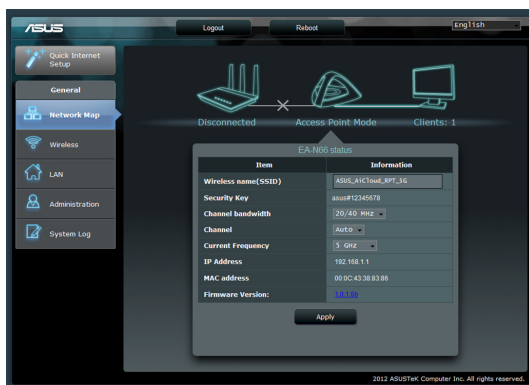 ASUS
Logout
Reboot
English
Quick Internet Setup
General
Network Map
Wireless
LAN
Administration
System Log
Disconnected
Access Point Mode
Clients: 1
EA-N66 status
Item Information
Wireless name(SSID) ASUS_AiCloud_RPT_5G
Security Key asus#12345678
Channel bandwidth 20/40 MHz
Channel Auto
Current Frequency 5 GHz
IP Address 192.168.1.1
MAC address 00:0C:43:38:83:86
Firmware Version:
Apply
2012 ASUSTeK Computer Inc. All rights reserved.